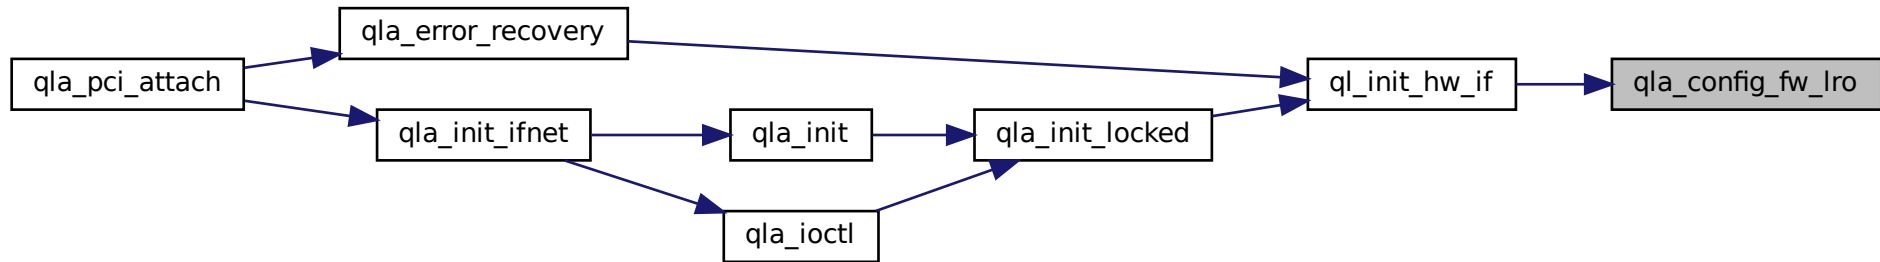 qla_error_recovery
qla_pci_attach
ql_init_hw_if
qla_config_fw_lro
qla_init_ifnet
qla_init
qla_init_locked
qla_ioctl